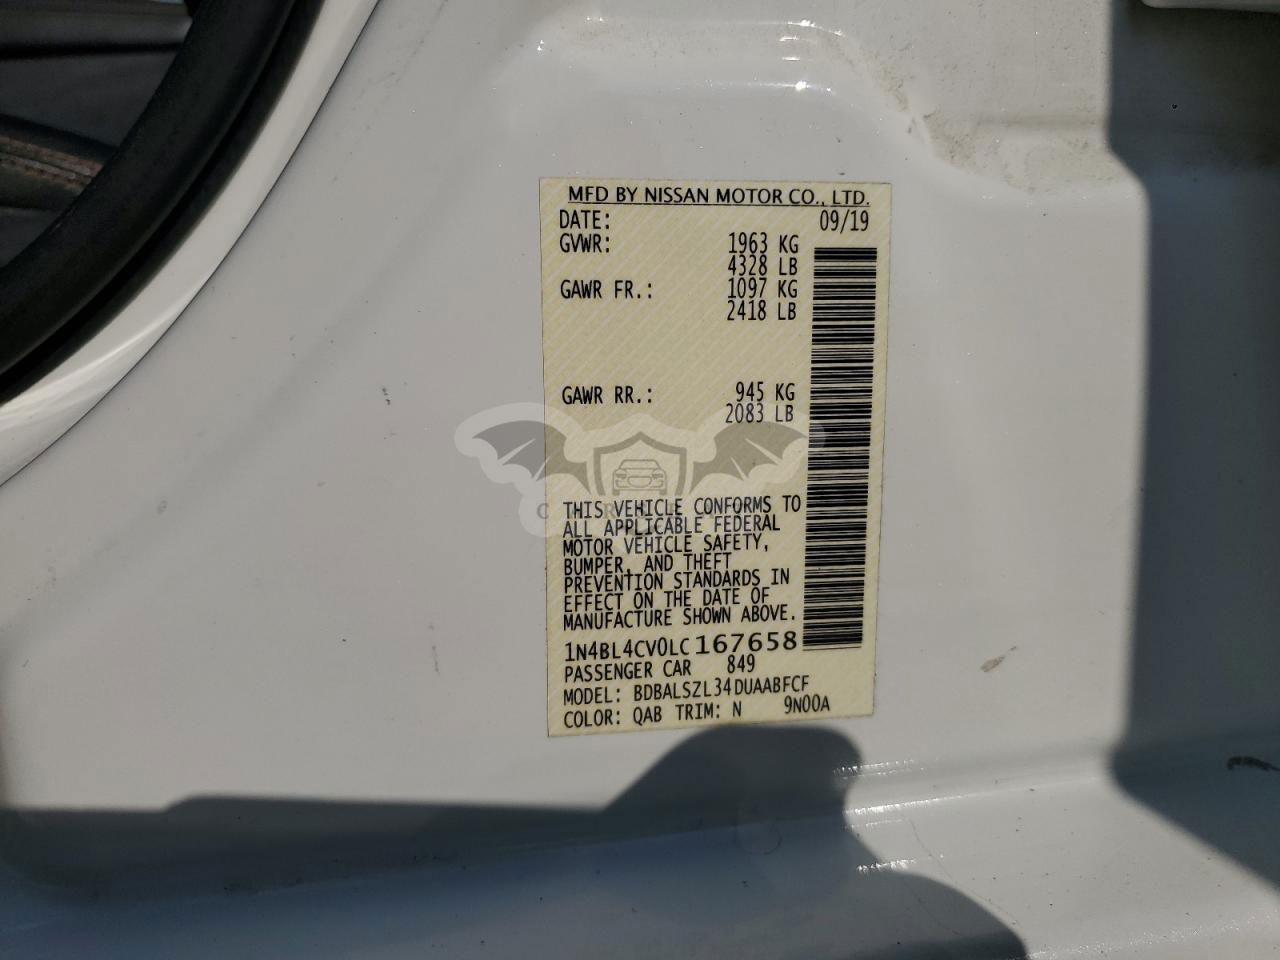 MFD BY NISSAN MOTOR CO., LTD.
DATE: 09/19
GVWR: 1963 KG
4328 LB
GAWR FR.: 1097 KG
2418 LB
GAWR RR.: 945 KG
2083 LB
THIS VEHICLE CONFORMS TO
ALL APPLICABLE FEDERAL
MOTOR VEHICLE SAFETY,
BUMPER, AND THEFT
PREVENTION STANDARDS IN
EFFECT ON THE DATE OF
MANUFACTURE SHOWN ABOVE.
1N4BL4CV0LC167658
PASSENGER CAR 849
MODEL: BDBALSZL34DUAABFCF
COLOR: QAB TRIM: N 9N00A